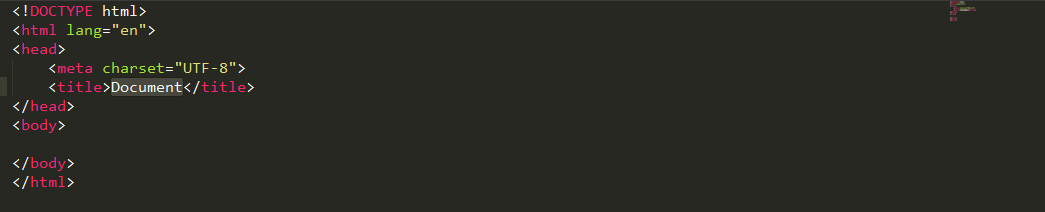 <!DOCTYPE html>
<html lang="en">
<head>
    <meta charset="UTF-8">
    <title>Document</title>
</head>
<body>

</body>
</html>